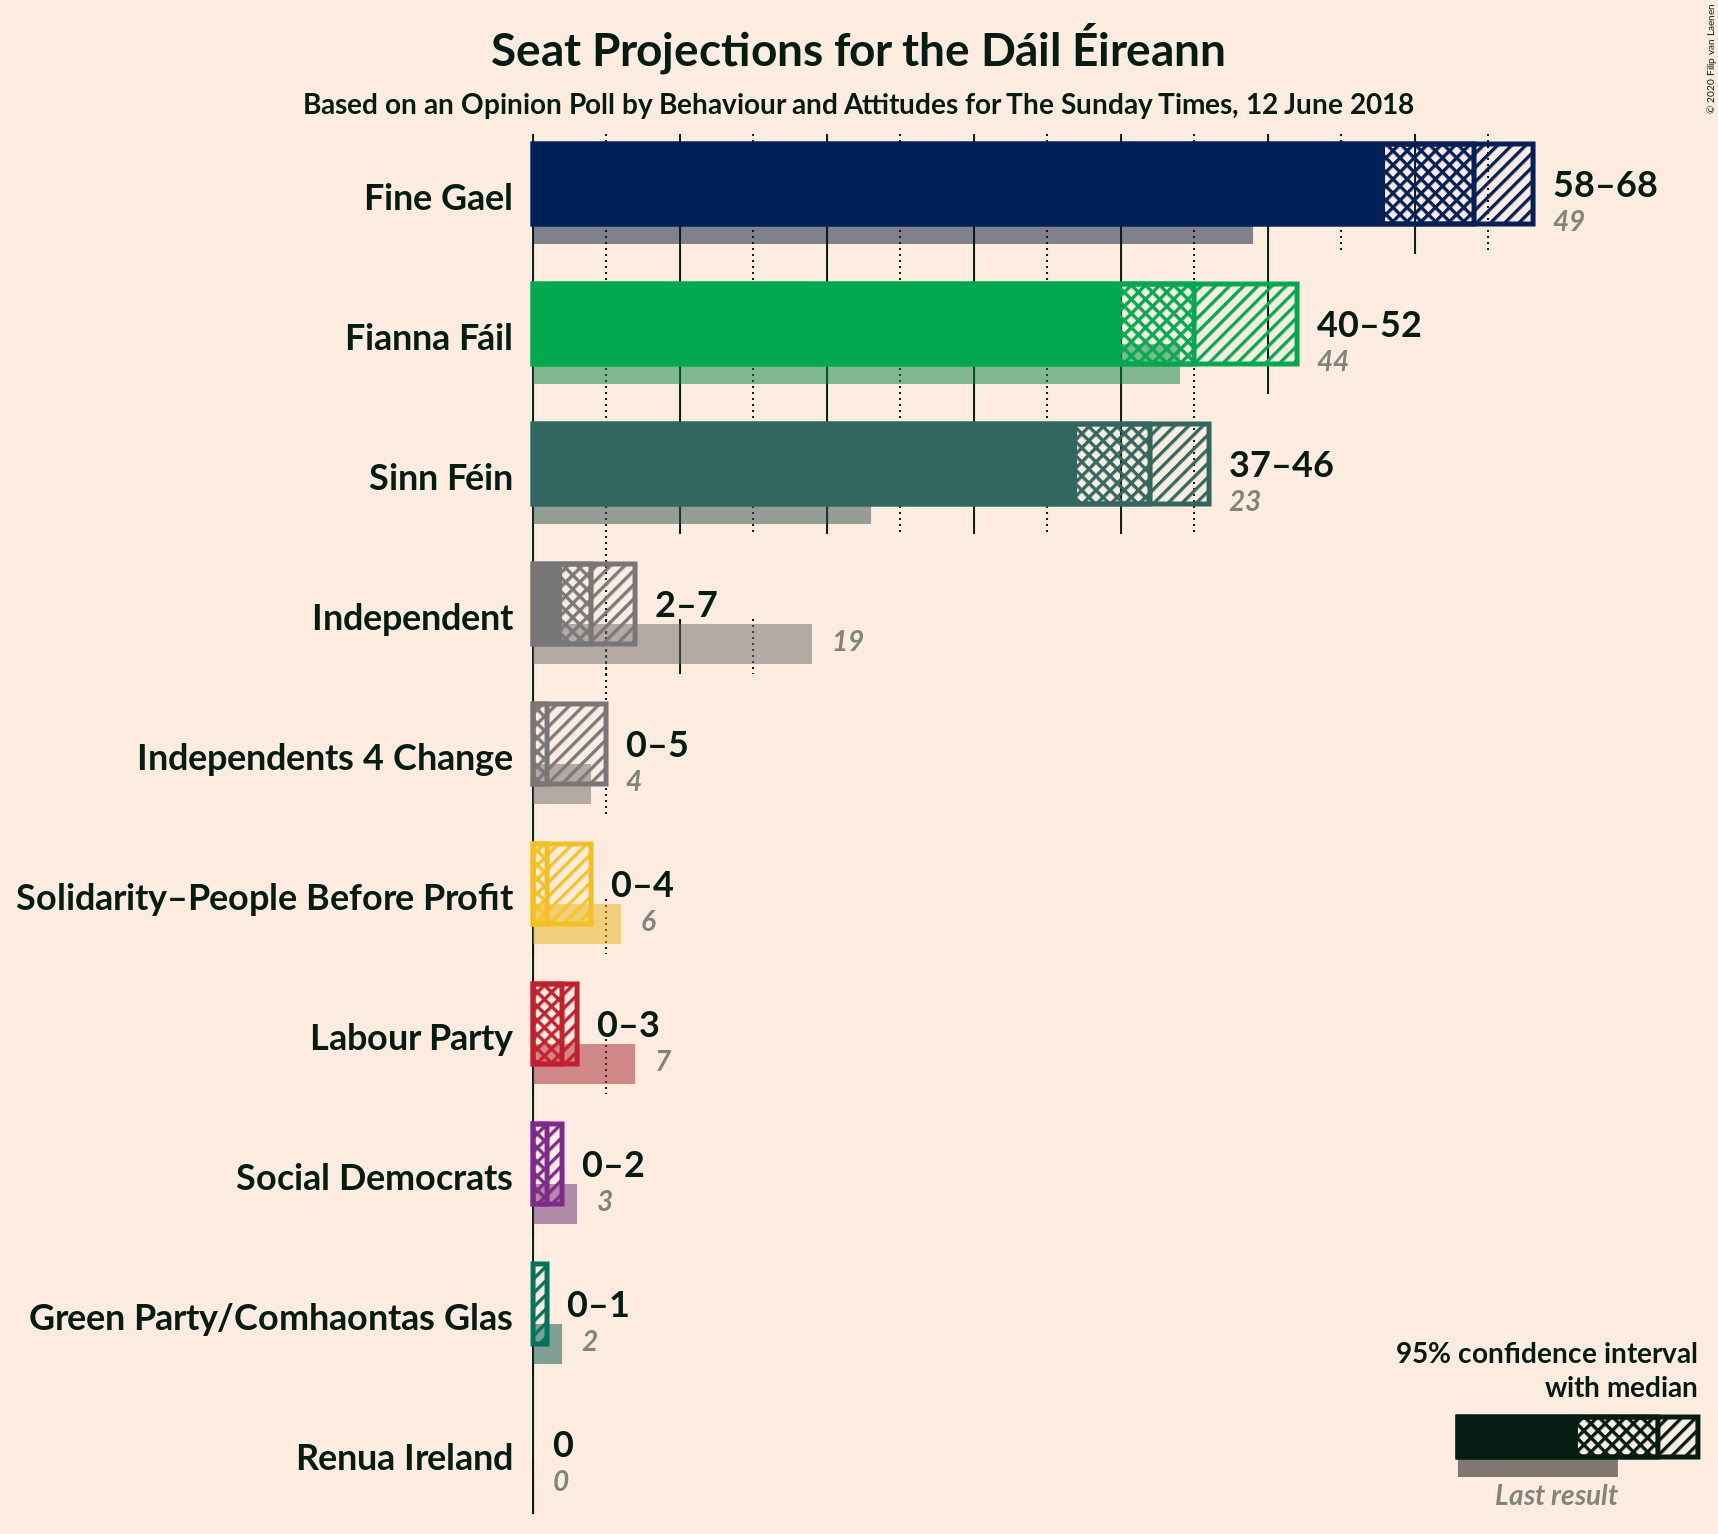 Seat Projections for the Dáil Éireann
Based on an Opinion Poll by Behaviour and Attitudes for The Sunday Times, 12 June 2018
© 2020 Filip van Laenen
Fine Gael
58–68
49
Fianna Fáil
40–52
44
Sinn Féin
37–46
23
Independent
2–7
19
Independents 4 Change
0–5
4
Solidarity–People Before Profit
0–4
6
Labour Party
0–3
7
Social Democrats
0–2
3
Green Party/Comhaontas Glas
0–1
2
Renua Ireland
0
0
95% confidence interval
with median
Last result